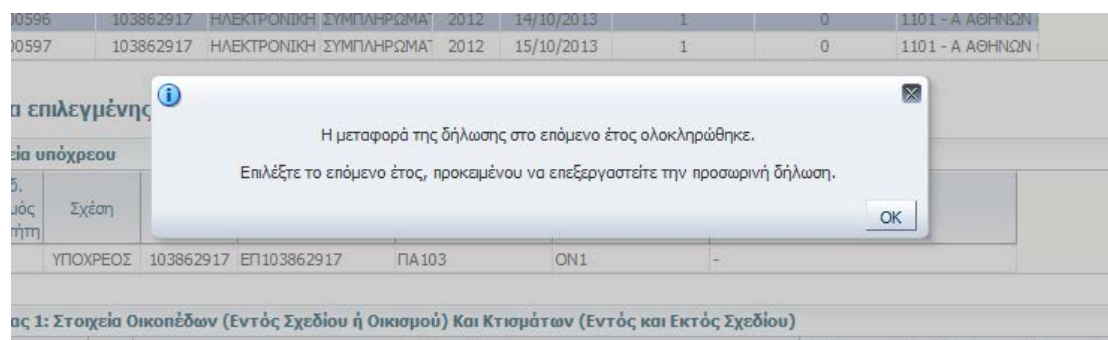 00596 103862917 ΗΛΕΚΤΡΟΝΙΚΗ ΣΥΜΠΛΗΡΩΜΑΤ 2012 14/10/2013 1 0 1101 - Α ΑΘΗΝΩΝ
00597 103862917 ΗΛΕΚΤΡΟΝΙΚΗ ΣΥΜΠΛΗΡΩΜΑΤ 2012 15/10/2013 1 0 1101 - Α ΑΘΗΝΩΝ
α επιλεγμένης
Η μεταφορά της δήλωσης στο επόμενο έτος ολοκληρώθηκε.
εία υπόχρεου
Επιλέξτε το επόμενο έτος, προκειμένου να επεξεργαστείτε την προσωρινή δήλωση.
δ.
μός Σχέση
OK
ΥΠΟΧΡΕΟΣ 103862917 ΕΠ103862917 ΠΑ103 ΟΝ1 -
ας 1: Στοιχεία Οικοπέδων (Εντός Σχεδίου ή Οικισμού) Και Κτισμάτων (Εντός και Εκτός Σχεδίου)